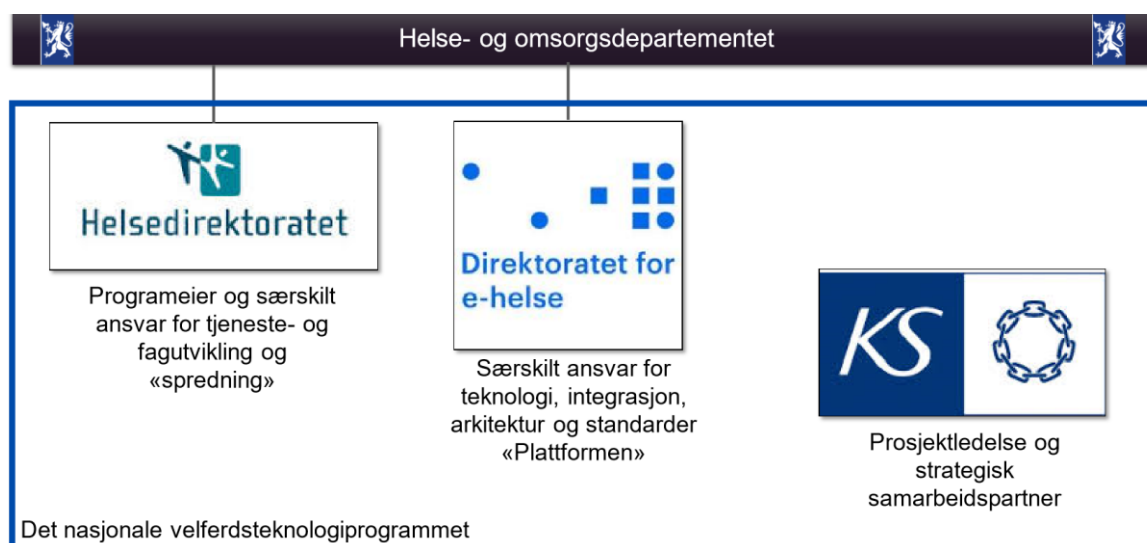 Helse- og omsorgsdepartementet
Helsedirektoratet
Programeier og særskilt
ansvar for tjeneste- og
fagutvikling og
«spredning»
Direktoratet for
e-helse
Særskilt ansvar for
teknologi, integrasjon,
arkitektur og standarder
«Plattformen»
KS
Prosjektledelse og
strategisk
samarbeidspartner
Det nasjonale velferdsteknologiprogrammet